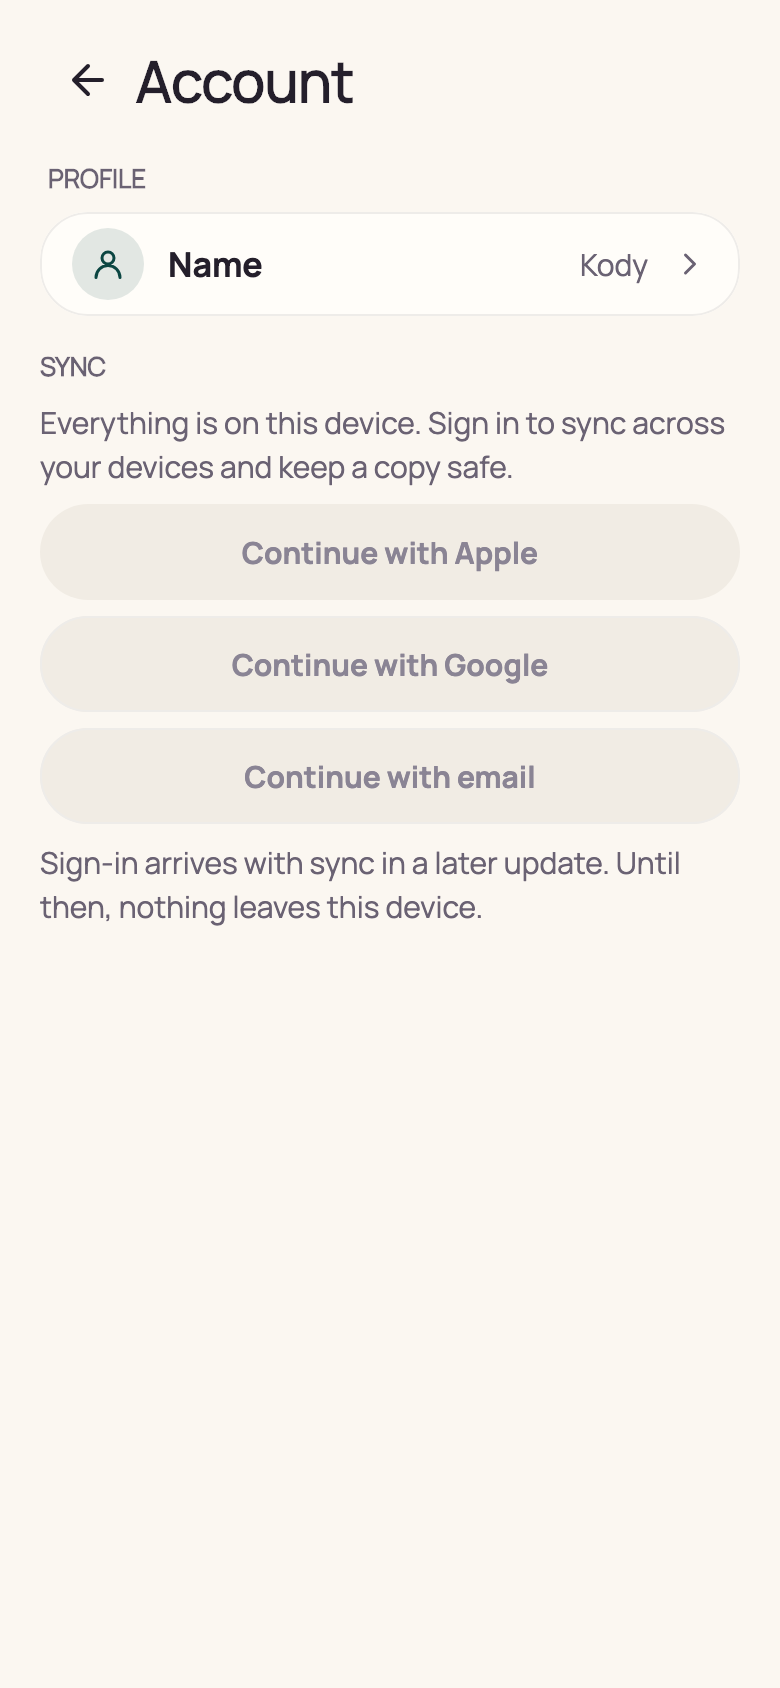 Account
PROFILE
Name
Kody
SYNC
Everything is on this device. Sign in to sync across
your devices and keep a copy safe.
Continue with Apple
Continue with Google
Continue with email
Sign-in arrives with sync in a later update. Until
then, nothing leaves this device.